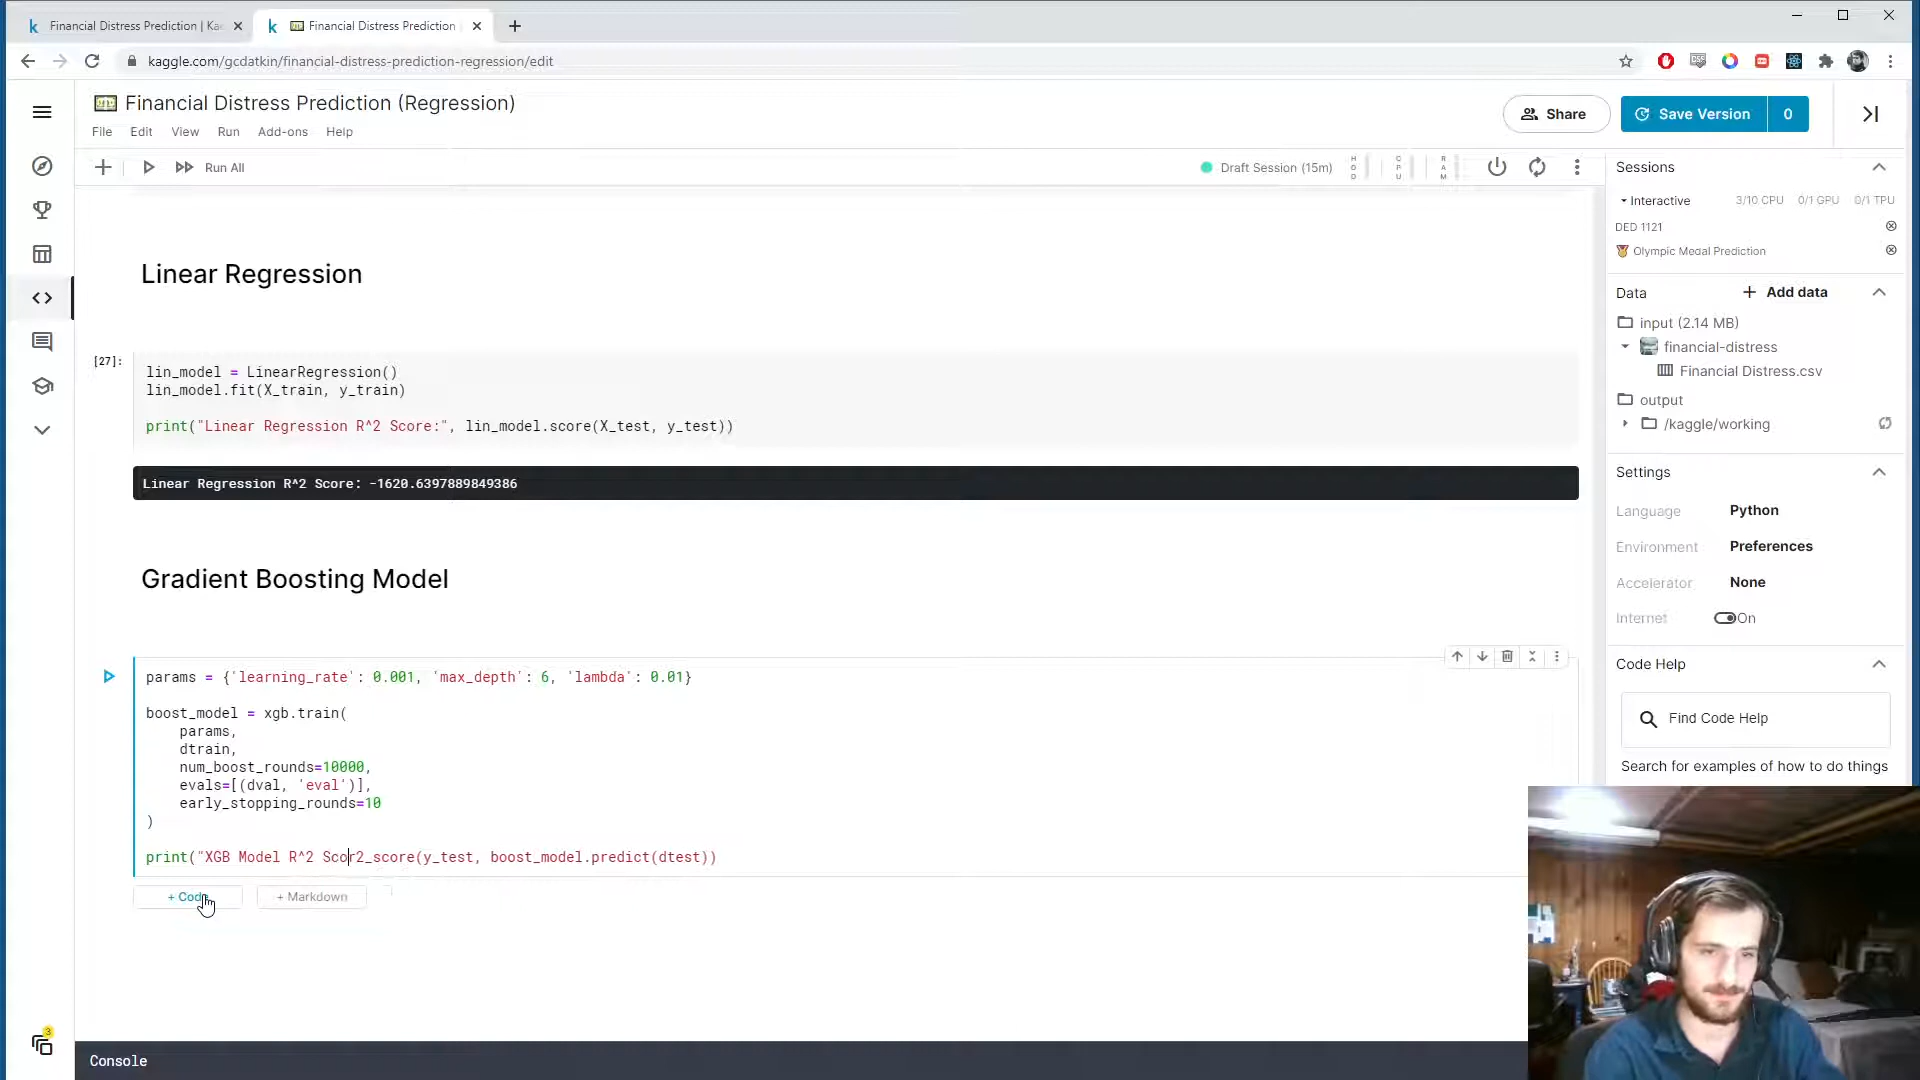 Financial Distress Prediction | Kag
Financial Distress Prediction
kaggle.com/gcdatkin/financial-distress-prediction-regression/edit
Financial Distress Prediction (Regression)
File Edit View Run Add-ons Help
Share
Save Version 0
Run All
Draft Session (15m)
HDD
CPU
RAM
Linear Regression
[27]:
lin_model = LinearRegression()
lin_model.fit(X_train, y_train)
print("Linear Regression R^2 Score:", lin_model.score(X_test, y_test))
Linear Regression R^2 Score: -1620.6397889849386
Gradient Boosting Model
params = {'learning_rate': 0.001, 'max_depth': 6, 'lambda': 0.01}
boost_model = xgb.train(
params,
dtrain,
num_boost_rounds=10000,
evals=[(dval, 'eval')],
early_stopping_rounds=10
)
print("XGB Model R^2 Scor2_score(y_test, boost_model.predict(dtest))
+ Code
+ Markdown
Console
3
Sessions
Interactive 3/10 CPU 0/1 GPU 0/1 TPU
DED 1121
Olympic Medal Prediction
Data
+ Add data
input (2.14 MB)
financial-distress
Financial Distress.csv
output
/kaggle/working
Settings
Language Python
Environment Preferences
Accelerator None
Internet On
Code Help
Find Code Help
Search for examples of how to do things